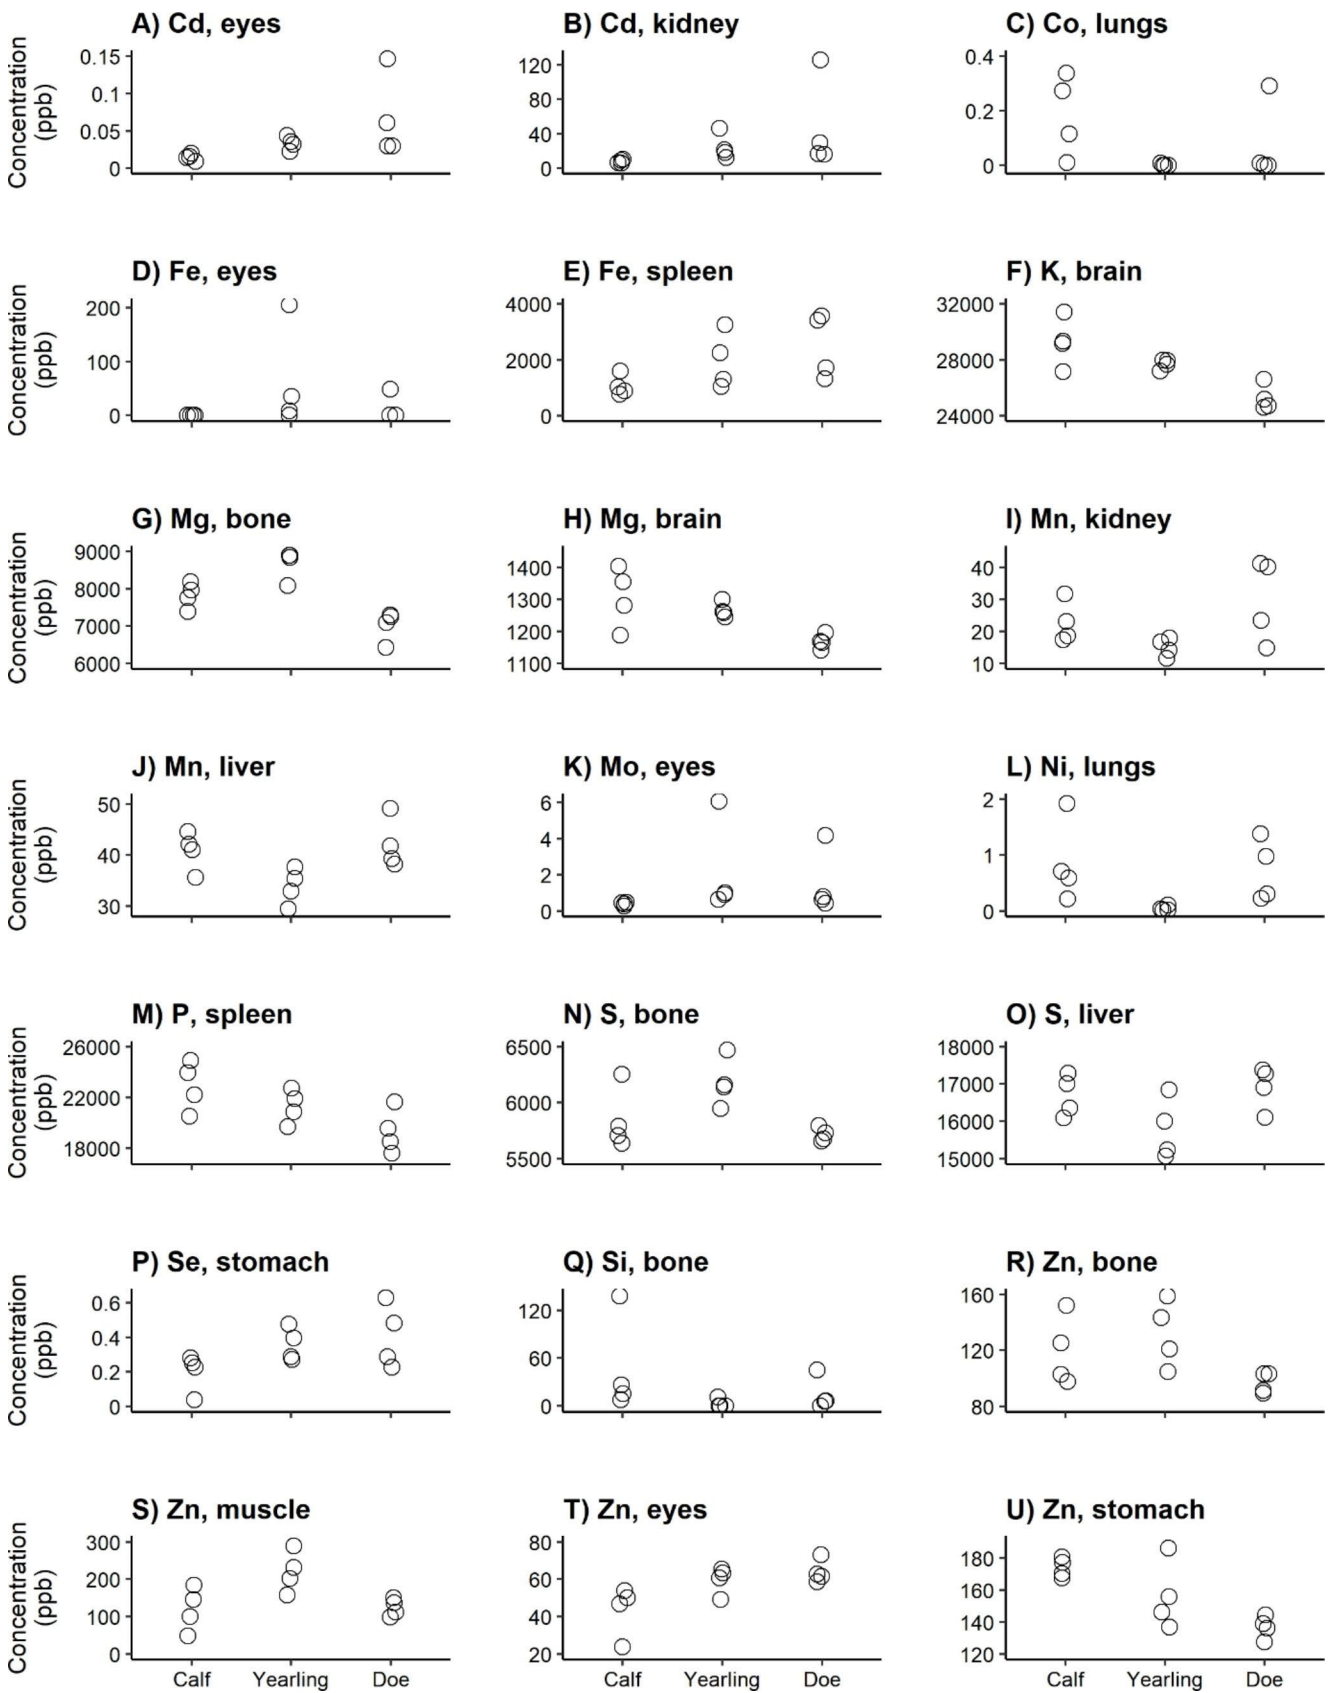 A) Cd, eyes
B) Cd, kidney
C) Co, lungs
Concentration
(ppb)
0.15
0.1
0.05
0
120
80
40
0
0.4
0.2
0
D) Fe, eyes
E) Fe, spleen
F) K, brain
Concentration
(ppb)
200
100
0
4000
2000
0
32000
28000
24000
G) Mg, bone
H) Mg, brain
I) Mn, kidney
Concentration
(ppb)
9000
8000
7000
6000
1400
1300
1200
1100
40
30
20
10
J) Mn, liver
K) Mo, eyes
L) Ni, lungs
Concentration
(ppb)
50
40
30
6
4
2
0
2
1
0
M) P, spleen
N) S, bone
O) S, liver
Concentration
(ppb)
26000
22000
18000
6500
6000
5500
18000
17000
16000
15000
P) Se, stomach
Q) Si, bone
R) Zn, bone
Concentration
(ppb)
0.6
0.4
0.2
0
120
60
0
160
120
80
S) Zn, muscle
T) Zn, eyes
U) Zn, stomach
Concentration
(ppb)
300
200
100
0
80
60
40
20
180
160
140
120
Calf Yearling Doe
Calf Yearling Doe
Calf Yearling Doe